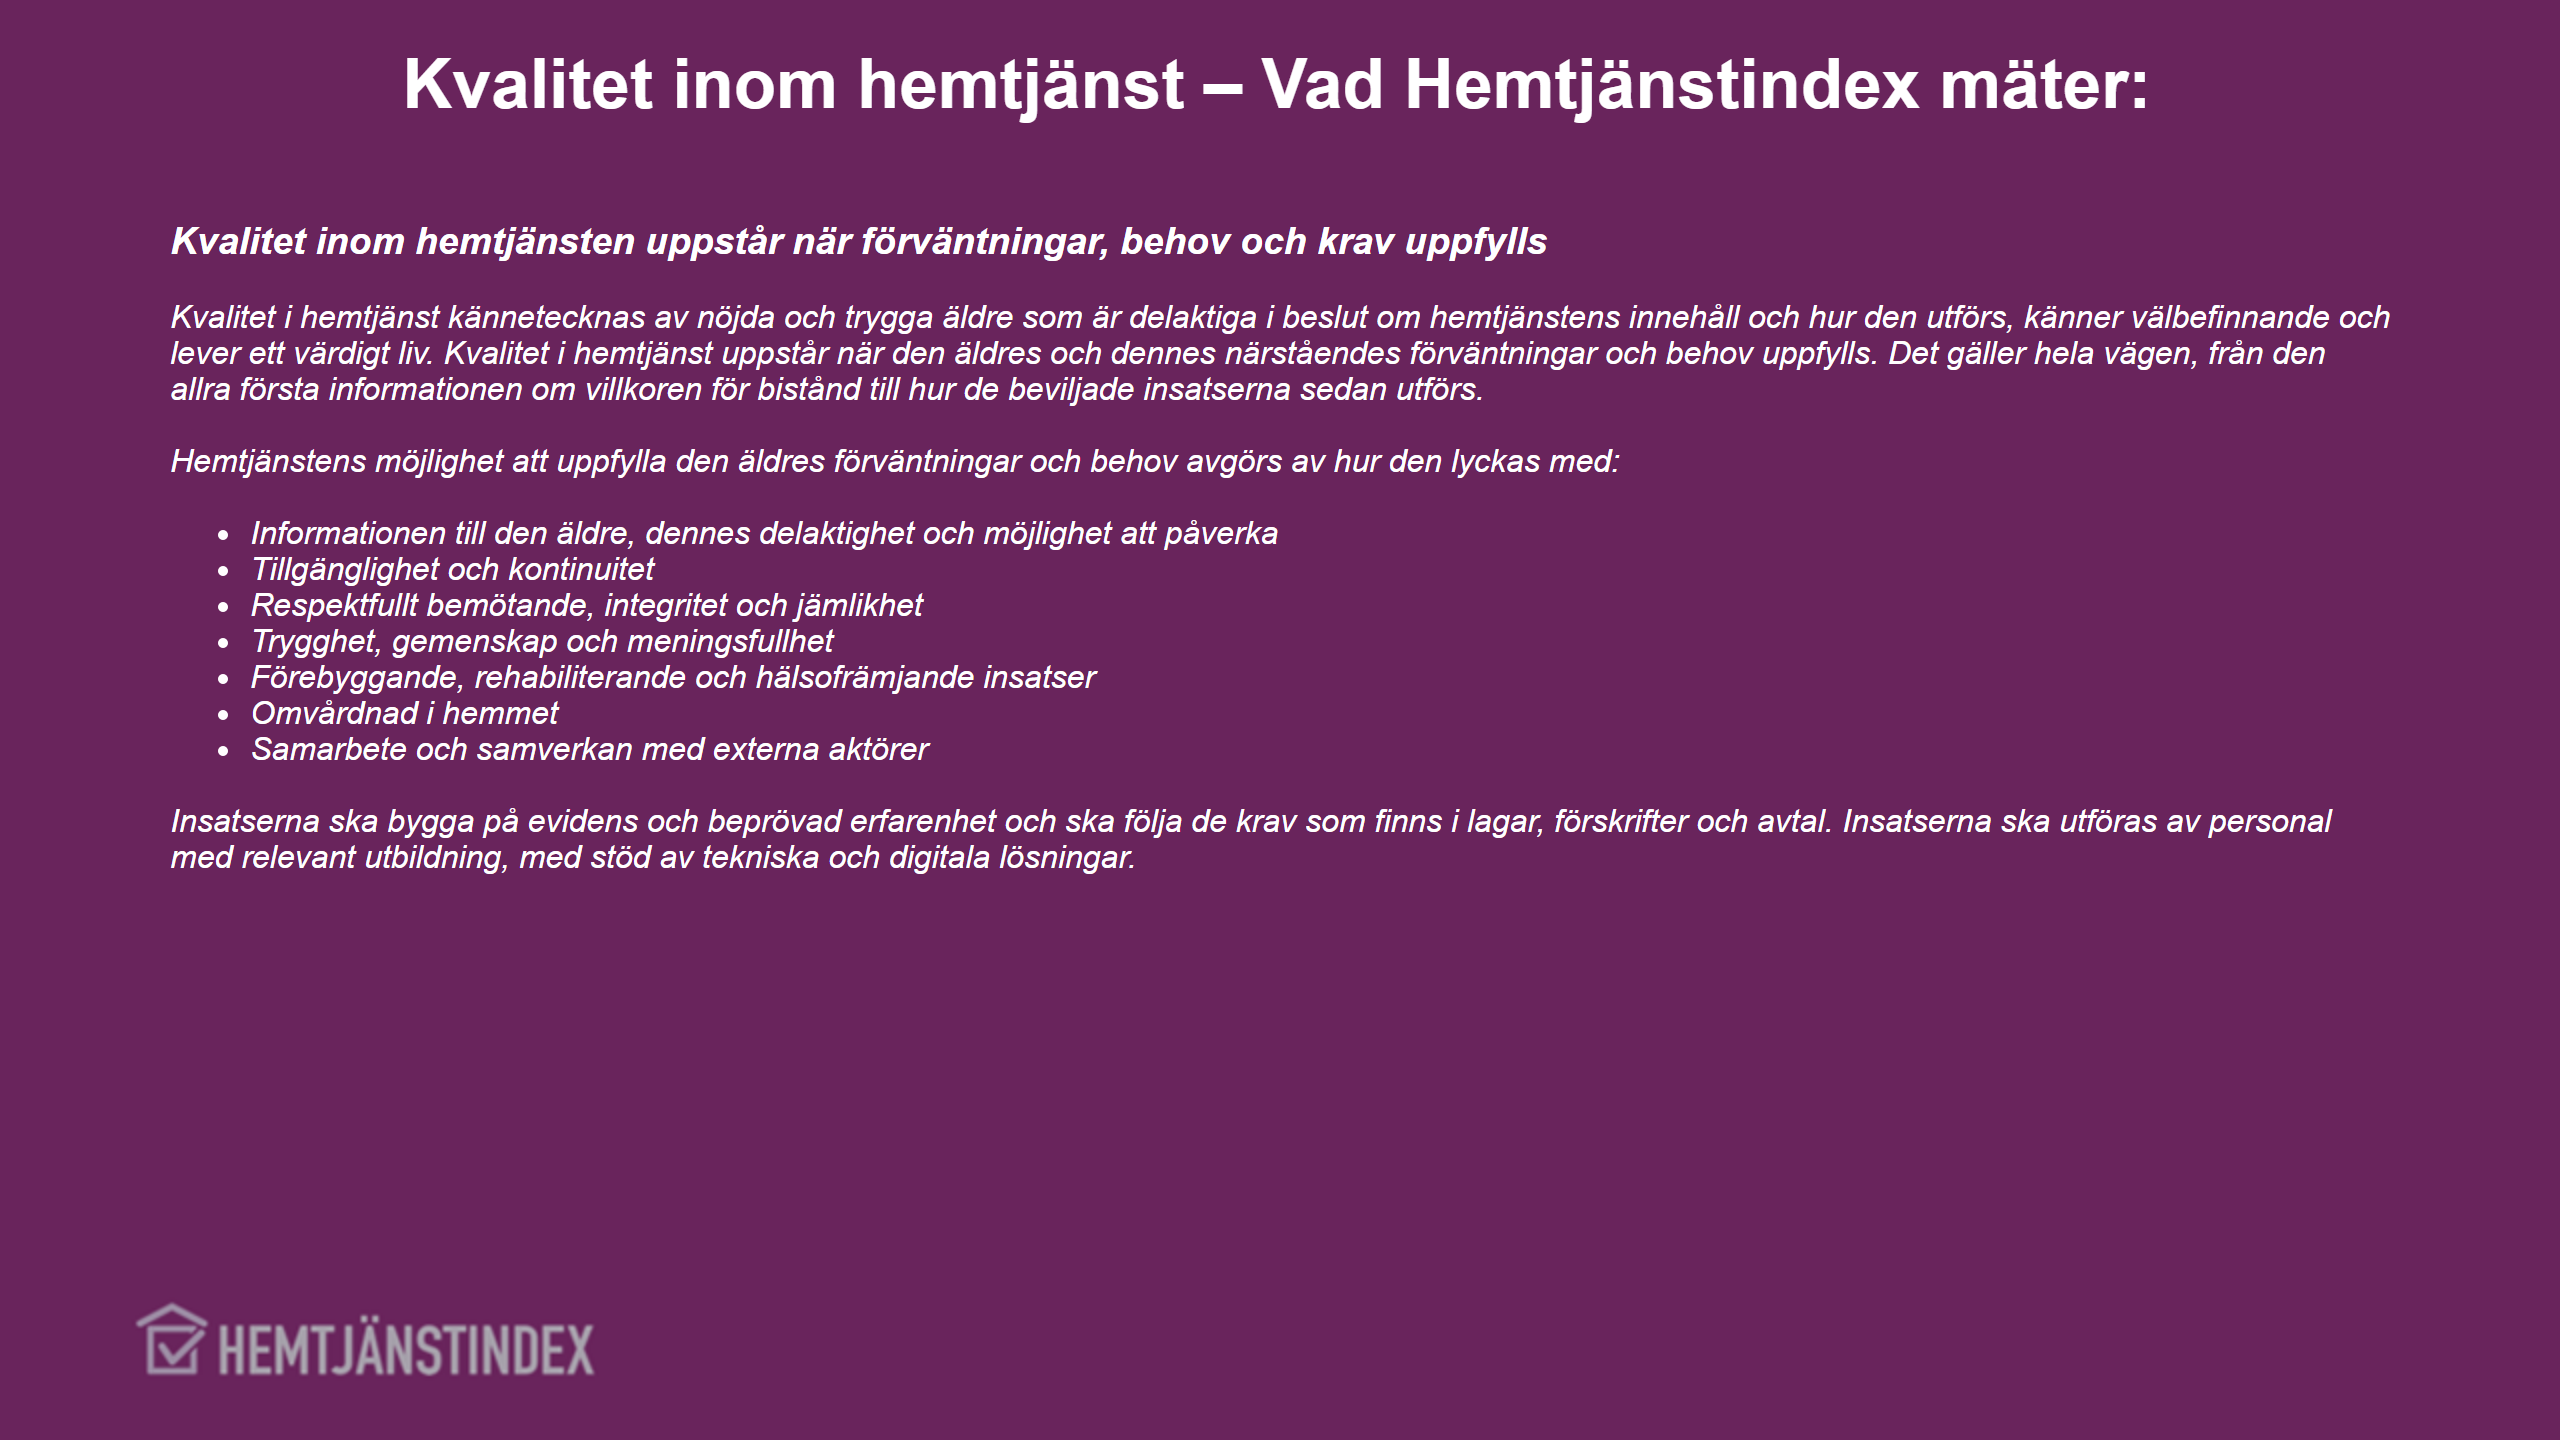 Kvalitet inom hemtjänst – Vad Hemtjänstindex mäter:
Kvalitet inom hemtjänsten uppstår när förväntningar, behov och krav uppfylls
Kvalitet i hemtjänst kännetecknas av nöjda och trygga äldre som är delaktiga i beslut om hemtjänstens innehåll och hur den utförs, känner välbefinnande och
lever ett värdigt liv. Kvalitet i hemtjänst uppstår när den äldres och dennes närståendes förväntningar och behov uppfylls. Det gäller hela vägen, från den
allra första informationen om villkoren för bistånd till hur de beviljade insatserna sedan utförs.
Hemtjänstens möjlighet att uppfylla den äldres förväntningar och behov avgörs av hur den lyckas med:
• Informationen till den äldre, dennes delaktighet och möjlighet att påverka
• Tillgänglighet och kontinuitet
• Respektfullt bemötande, integritet och jämlikhet
• Trygghet, gemenskap och meningsfullhet
• Förebyggande, rehabiliterande och hälsofrämjande insatser
• Omvårdnad i hemmet
• Samarbete och samverkan med externa aktörer
Insatserna ska bygga på evidens och beprövad erfarenhet och ska följa de krav som finns i lagar, förskrifter och avtal. Insatserna ska utföras av personal
med relevant utbildning, med stöd av tekniska och digitala lösningar.
HEMTJÄNSTINDEX